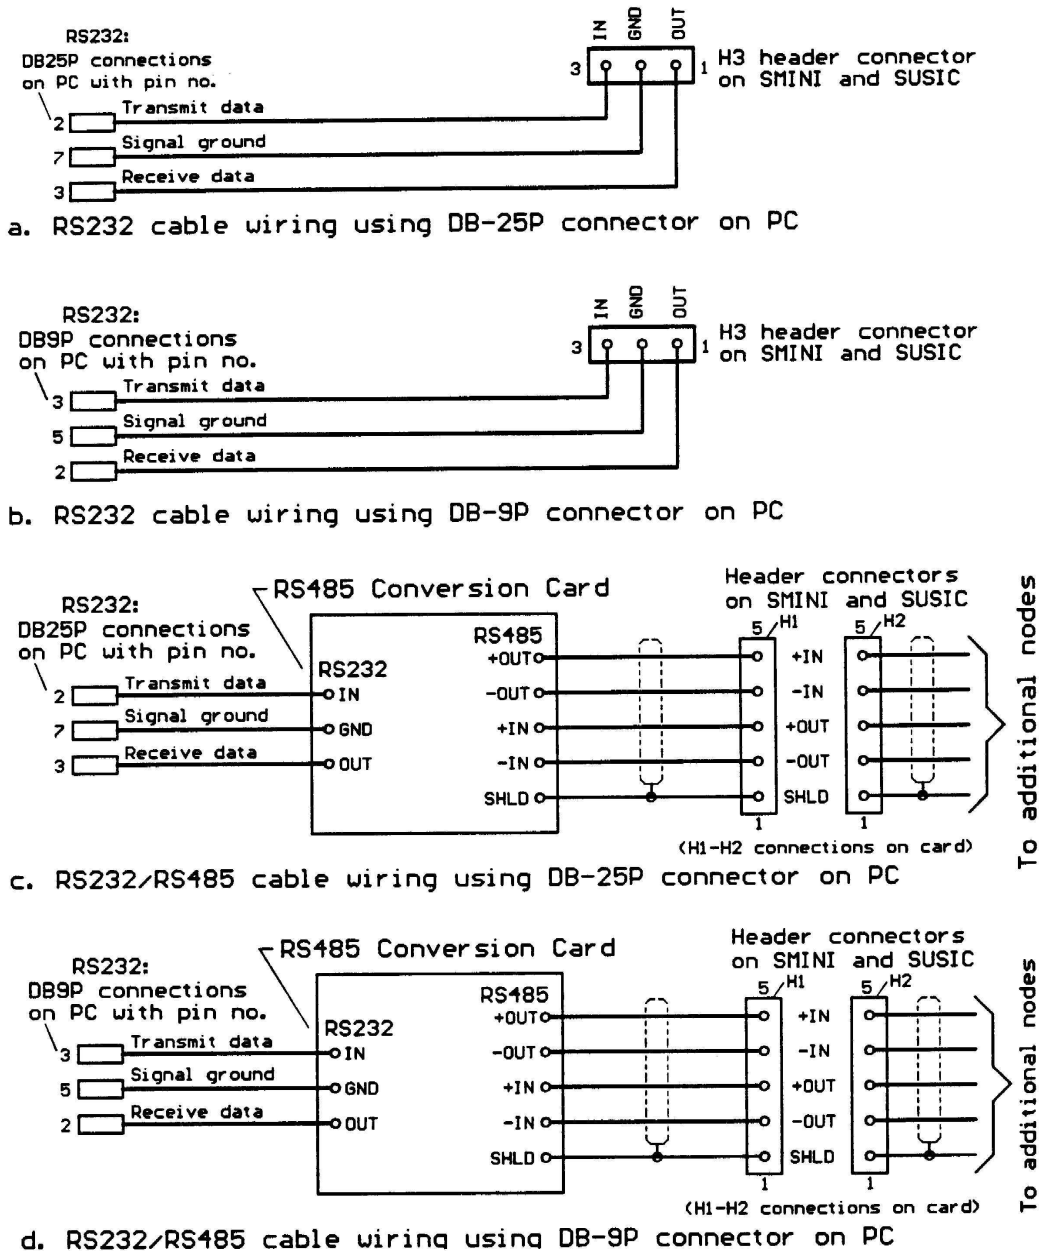 RS232:
DB25P connections
on PC with pin no.
2 Transmit data
7 Signal ground
3 Receive data
IN GND OUT
3 1
H3 header connector
on SMINI and SUSIC
a. RS232 cable wiring using DB-25P connector on PC
RS232:
DB9P connections
on PC with pin no.
3 Transmit data
5 Signal ground
2 Receive data
IN GND OUT
3 1
H3 header connector
on SMINI and SUSIC
b. RS232 cable wiring using DB-9P connector on PC
RS485 Conversion Card
RS232:
DB25P connections
on PC with pin no.
2 Transmit data
7 Signal ground
3 Receive data
RS232
IN
GND
OUT
RS485
+OUT
-OUT
+IN
-IN
SHLD
Header connectors
on SMINI and SUSIC
5 H1 5 H2
+IN
-IN
+OUT
-OUT
SHLD
1 1
(H1-H2 connections on card)
To additional nodes
c. RS232/RS485 cable wiring using DB-25P connector on PC
RS485 Conversion Card
RS232:
DB9P connections
on PC with pin no.
3 Transmit data
5 Signal ground
2 Receive data
RS232
IN
GND
OUT
RS485
+OUT
-OUT
+IN
-IN
SHLD
Header connectors
on SMINI and SUSIC
5 H1 5 H2
+IN
-IN
+OUT
-OUT
SHLD
1 1
(H1-H2 connections on card)
To additional nodes
d. RS232/RS485 cable wiring using DB-9P connector on PC